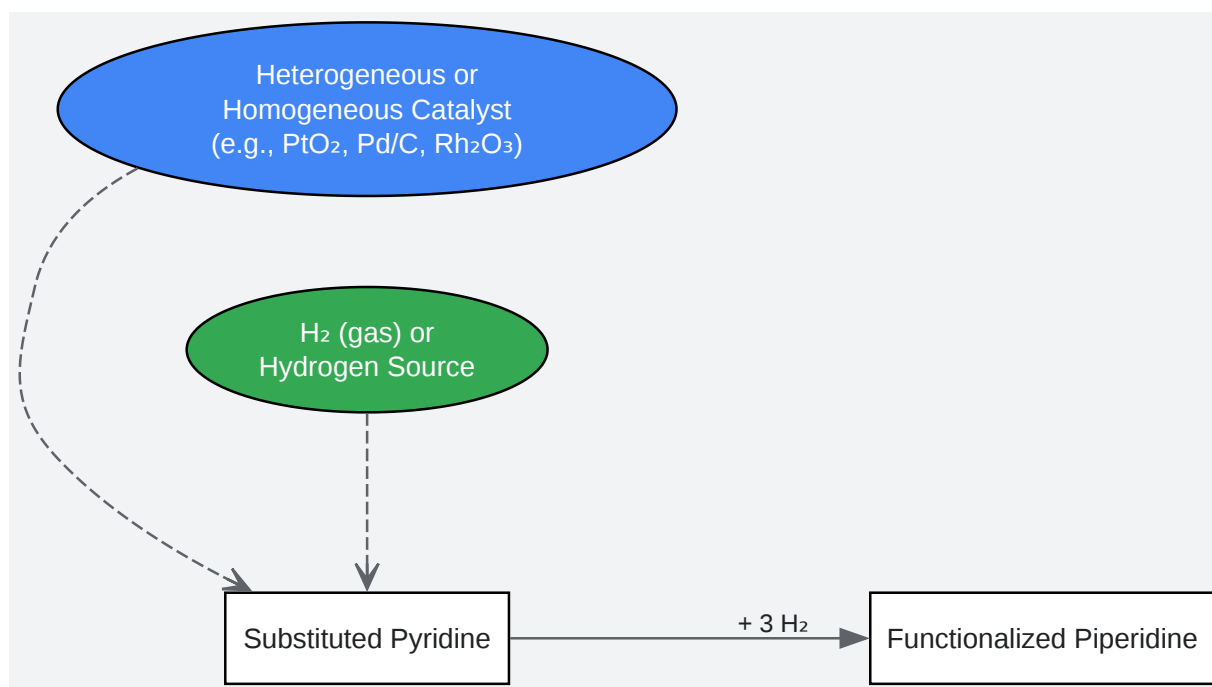 Heterogeneous or
Homogeneous Catalyst
(e.g., PtO₂, Pd/C, Rh₂O₃)
H₂ (gas) or
Hydrogen Source
+ 3 H₂
Substituted Pyridine
Functionalized Piperidine